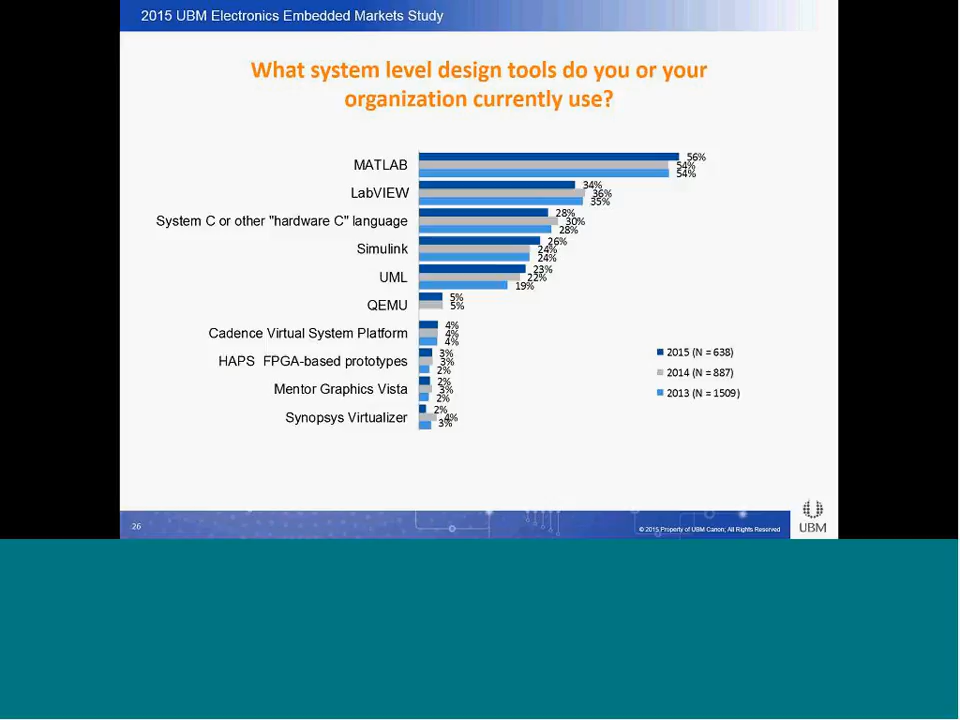 2015 UBM Electronics Embedded Markets Study
What system level design tools do you or your
organization currently use?
MATLAB
56%
54%
54%
LabVIEW
34%
36%
35%
System C or other "hardware C" language
28%
30%
28%
Simulink
26%
24%
24%
UML
23%
22%
19%
QEMU
5%
5%
Cadence Virtual System Platform
4%
4%
4%
HAPS FPGA-based prototypes
3%
3%
2%
Mentor Graphics Vista
2%
3%
2%
Synopsys Virtualizer
2%
4%
3%
2015 (N = 638)
2014 (N = 887)
2013 (N = 1509)
26
© 2015 Property of UBM Canon; All Rights Reserved
UBM